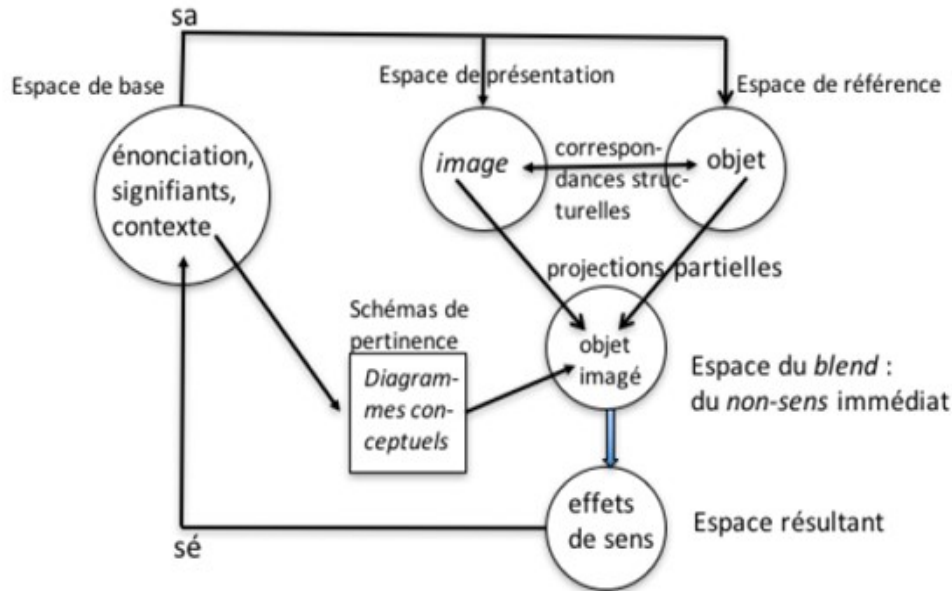 sa
Espace de base
énonciation,
signifiants,
contexte
Espace de présentation
image
correspon-
dances struc-
turelles
Espace de référence
objet
projections partielles
Schémas de
pertinence
Diagram-
mes con-
ceptuels
objet
imagé
Espace du blend :
du non-sens immédiat
effets
de sens
Espace résultant
sé